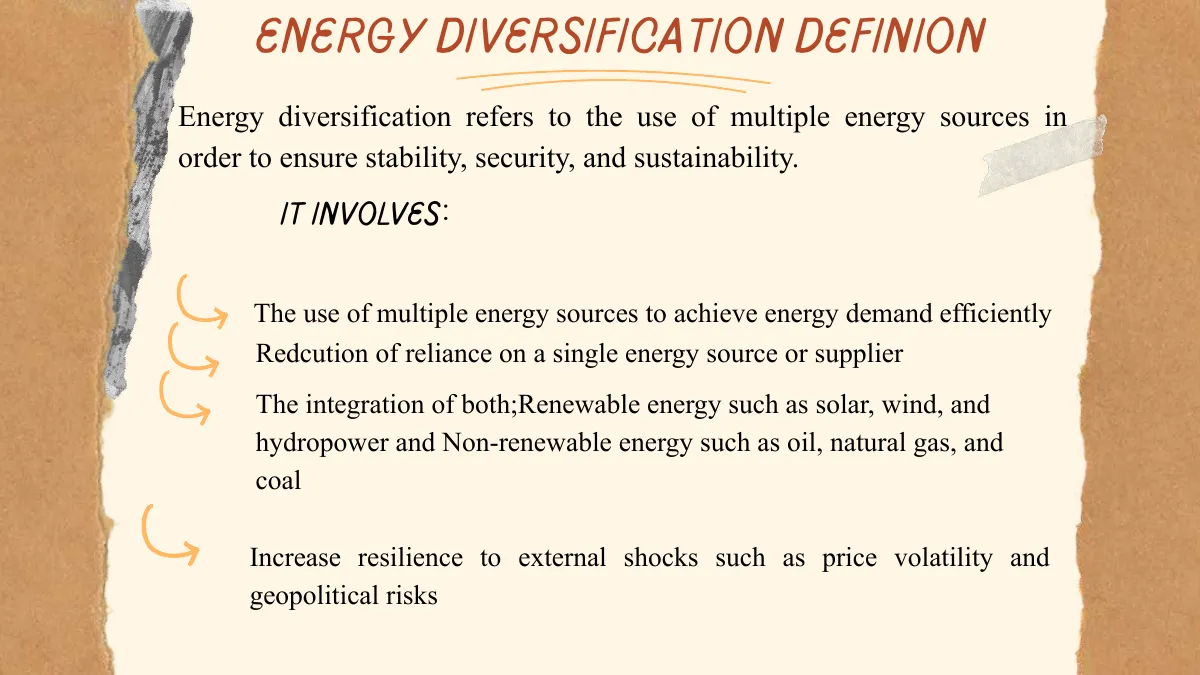 ENERGY DIVERSIFICATION DEFINION
Energy diversification refers to the use of multiple energy sources in
order to ensure stability, security, and sustainability.
IT INVOLVES:
The use of multiple energy sources to achieve energy demand efficiently
Redcution of reliance on a single energy source or supplier
The integration of both;Renewable energy such as solar, wind, and
hydropower and Non-renewable energy such as oil, natural gas, and
coal
Increase resilience to external shocks such as price volatility and
geopolitical risks